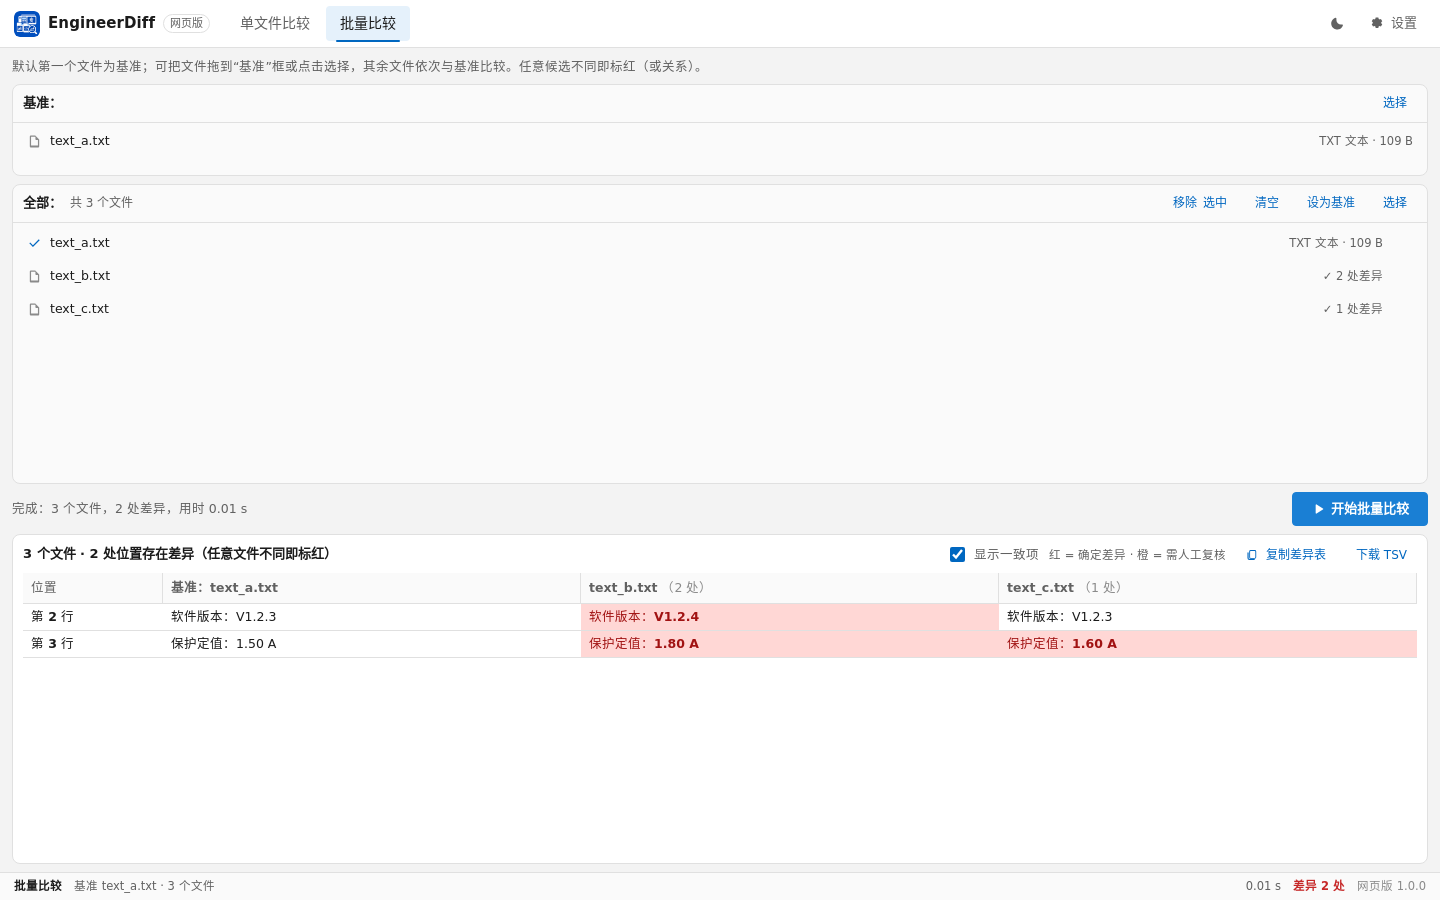 EngineerDiff 网页版 单文件比较 批量比较 设置
默认第一个文件为基准；可把文件拖到“基准”框或点击选择，其余文件依次与基准比较。任意候选不同即标红（或关系）。
基准： 选择
text_a.txt TXT 文本 · 109 B
全部： 共 3 个文件 移除 选中 清空 设为基准 选择
text_a.txt TXT 文本 · 109 B
text_b.txt ✓ 2 处差异
text_c.txt ✓ 1 处差异
完成：3 个文件，2 处差异，用时 0.01 s 开始批量比较
3 个文件 · 2 处位置存在差异（任意文件不同即标红） 显示一致项 红 = 确定差异 · 橙 = 需人工复核 复制差异表 下载 TSV
位置 基准：text_a.txt text_b.txt （2 处） text_c.txt （1 处）
第 2 行 软件版本：V1.2.3 软件版本：V1.2.4 软件版本：V1.2.3
第 3 行 保护定值：1.50 A 保护定值：1.80 A 保护定值：1.60 A
批量比较 基准 text_a.txt · 3 个文件 0.01 s 差异 2 处 网页版 1.0.0